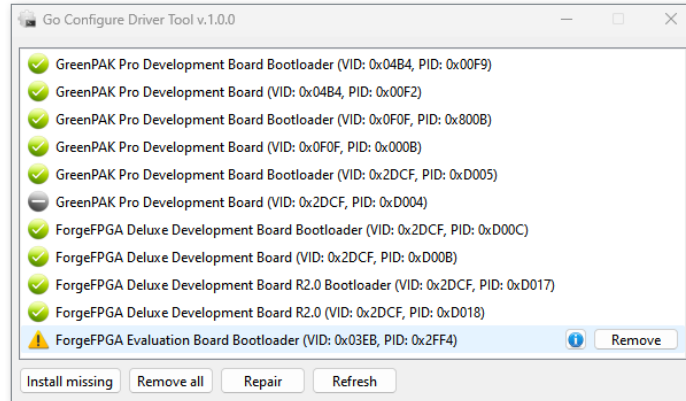 Go Configure Driver Tool v.1.0.0
GreenPAK Pro Development Board Bootloader (VID: 0x04B4, PID: 0x00F9)
GreenPAK Pro Development Board (VID: 0x04B4, PID: 0x00F2)
GreenPAK Pro Development Board Bootloader (VID: 0x0F0F, PID: 0x800B)
GreenPAK Pro Development Board (VID: 0x0F0F, PID: 0x000B)
GreenPAK Pro Development Board Bootloader (VID: 0x2DCF, PID: 0xD005)
GreenPAK Pro Development Board (VID: 0x2DCF, PID: 0xD004)
ForgeFPGA Deluxe Development Board Bootloader (VID: 0x2DCF, PID: 0xD00C)
ForgeFPGA Deluxe Development Board (VID: 0x2DCF, PID: 0xD00B)
ForgeFPGA Deluxe Development Board R2.0 Bootloader (VID: 0x2DCF, PID: 0xD017)
ForgeFPGA Deluxe Development Board R2.0 (VID: 0x2DCF, PID: 0xD018)
ForgeFPGA Evaluation Board Bootloader (VID: 0x03EB, PID: 0x2FF4) Remove
Install missing Remove all Repair Refresh